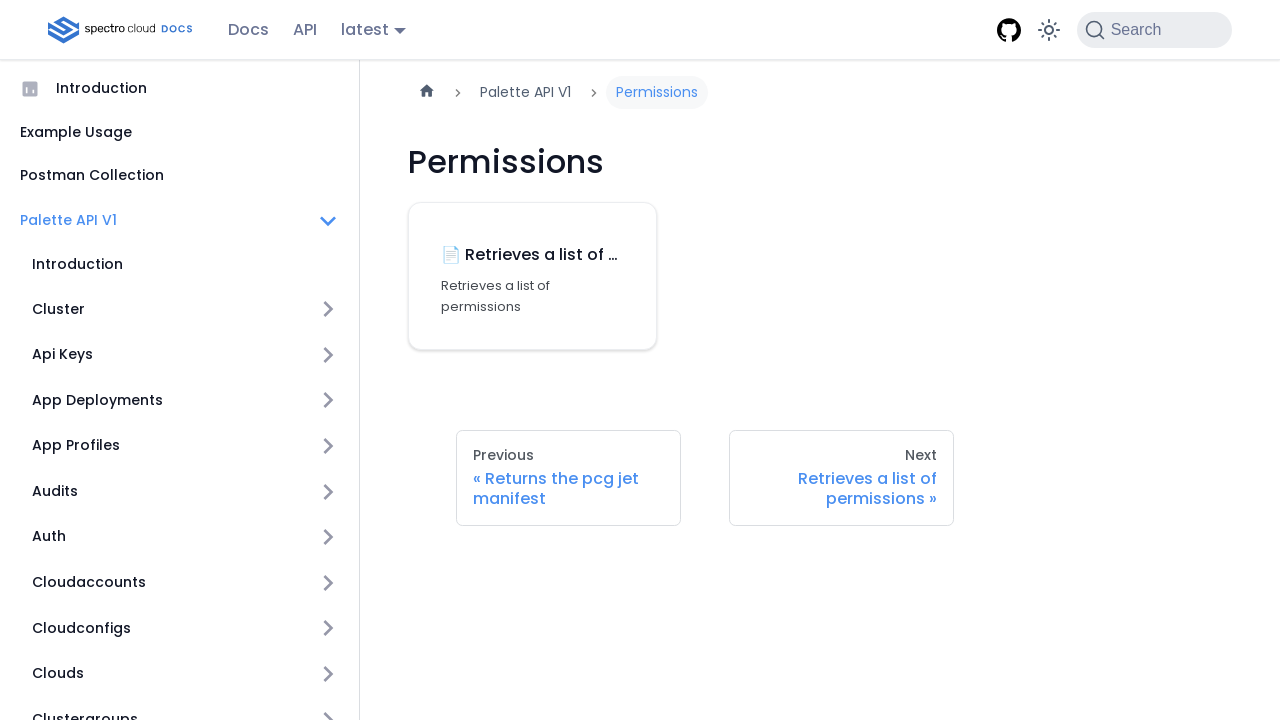 spectro cloud DOCS Docs API latest Search
Introduction
Example Usage
Postman Collection
Palette API V1
Introduction
Cluster
Api Keys
App Deployments
App Profiles
Audits
Auth
Cloudaccounts
Cloudconfigs
Clouds
Clustergroups
Palette API V1 Permissions
Permissions
📄️ Retrieves a list of ...
Retrieves a list of
permissions
Previous
« Returns the pcg jet
manifest
Next
Retrieves a list of
permissions »